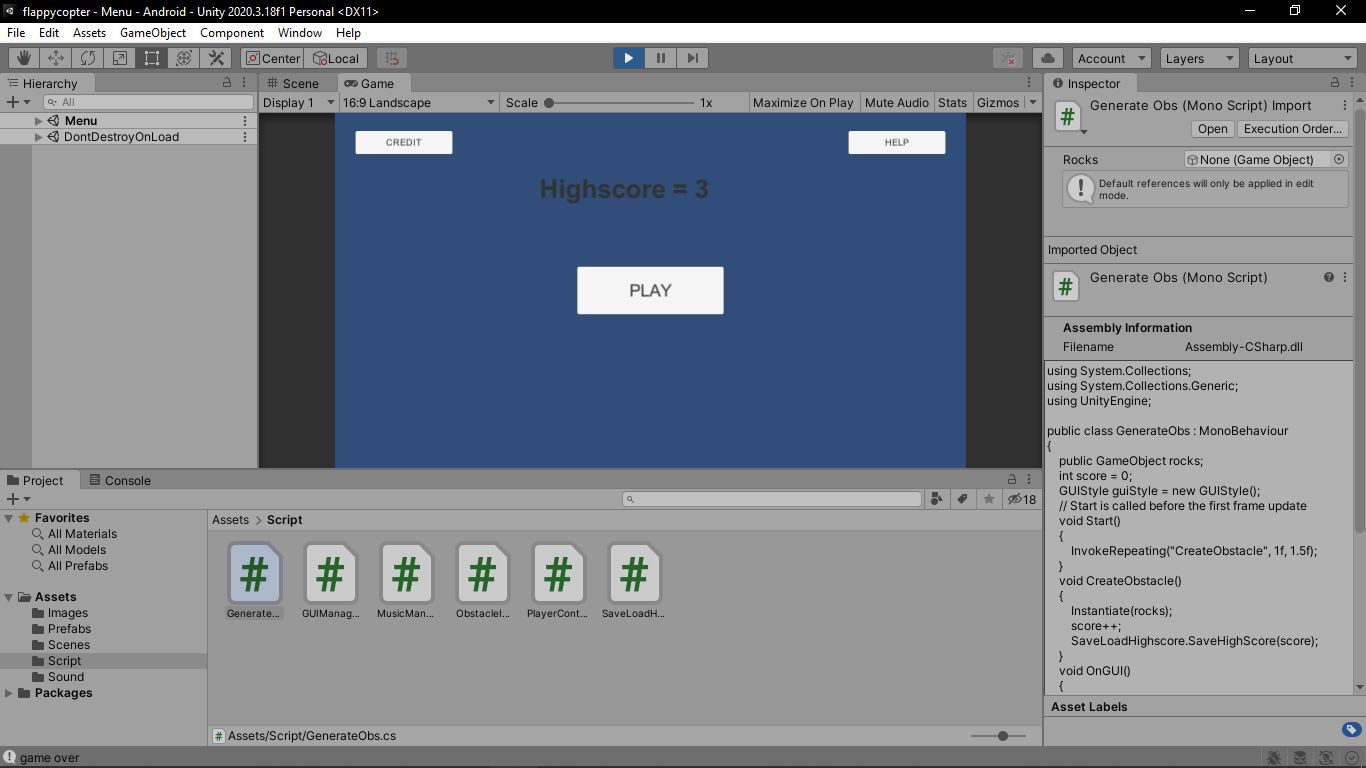 flappycopter - Menu - Android - Unity 2020.3.18f1 Personal <DX11>
File Edit Assets GameObject Component Window Help
Center Local Account Layers Layout
Hierarchy
All
Menu
DontDestroyOnLoad
Scene Game
Display 1 16:9 Landscape Scale 1x Maximize On Play Mute Audio Stats Gizmos
CREDIT HELP
Highscore = 3
PLAY
Inspector
Generate Obs (Mono Script) Import
Open Execution Order...
Rocks None (Game Object)
Default references will only be applied in edit
mode.
Imported Object
Generate Obs (Mono Script)
Assembly Information
Filename Assembly-CSharp.dll
using System.Collections;
using System.Collections.Generic;
using UnityEngine;
public class GenerateObs : MonoBehaviour
{
public GameObject rocks;
int score = 0;
GUIStyle guiStyle = new GUIStyle();
// Start is called before the first frame update
void Start()
{
InvokeRepeating("CreateObstacle", 1f, 1.5f);
}
void CreateObstacle()
{
Instantiate(rocks);
score++;
SaveLoadHighscore.SaveHighScore(score);
}
void OnGUI()
{
Asset Labels
Project Console
18
Favorites
All Materials
All Models
All Prefabs
Assets
Images
Prefabs
Scenes
Script
Sound
Packages
Assets > Script
Generate... GUIManag... MusicMan... ObstacleI... PlayerCont... SaveLoadH...
Assets/Script/GenerateObs.cs
game over